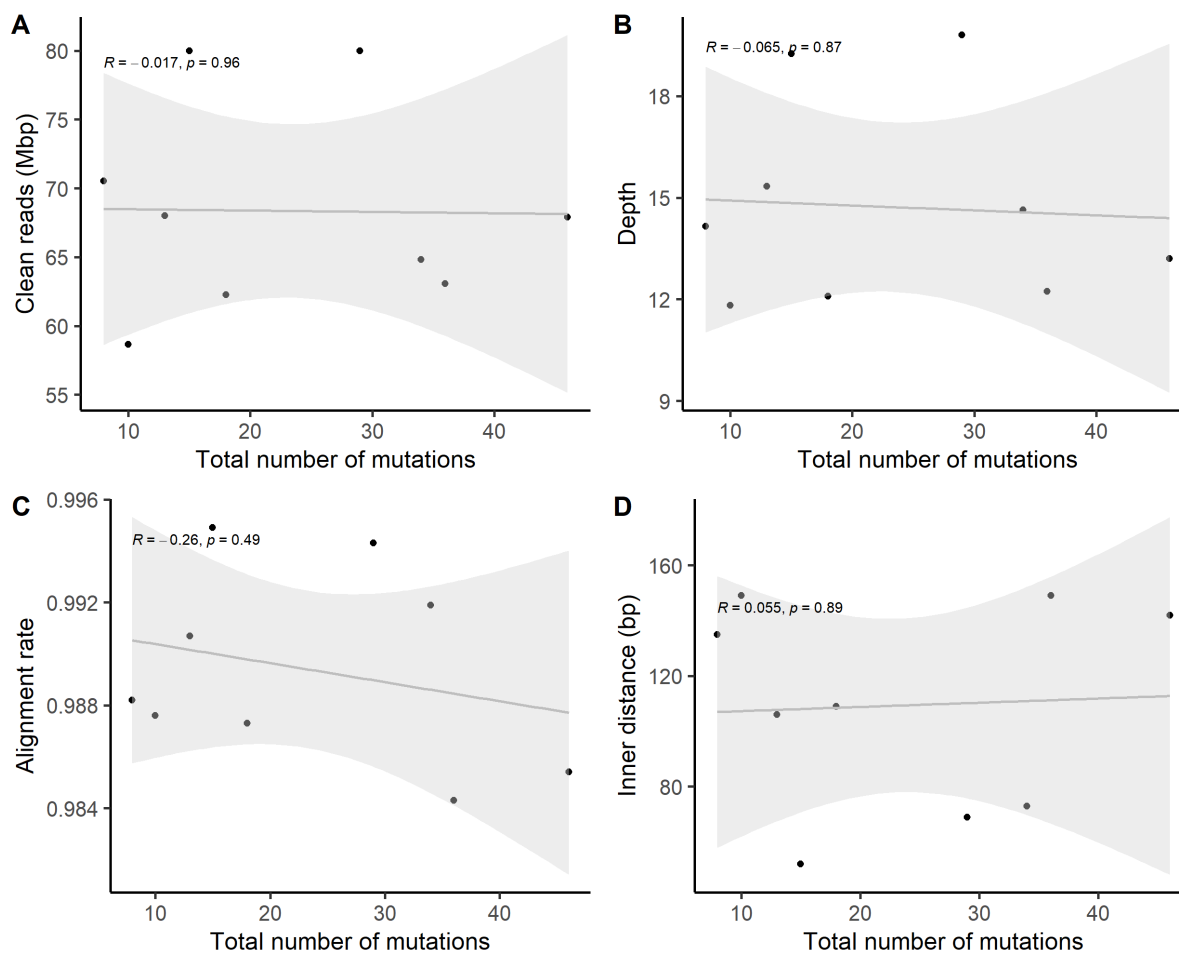 A
80
75
70
65
60
55
Clean reads (Mbp)
R = −0.017, p = 0.96
10 20 30 40
Total number of mutations
B
18
15
12
9
Depth
R = −0.065, p = 0.87
10 20 30 40
Total number of mutations
C
0.996
0.992
0.988
0.984
Alignment rate
R = −0.26, p = 0.49
10 20 30 40
Total number of mutations
D
160
120
80
Inner distance (bp)
R = 0.055, p = 0.89
10 20 30 40
Total number of mutations